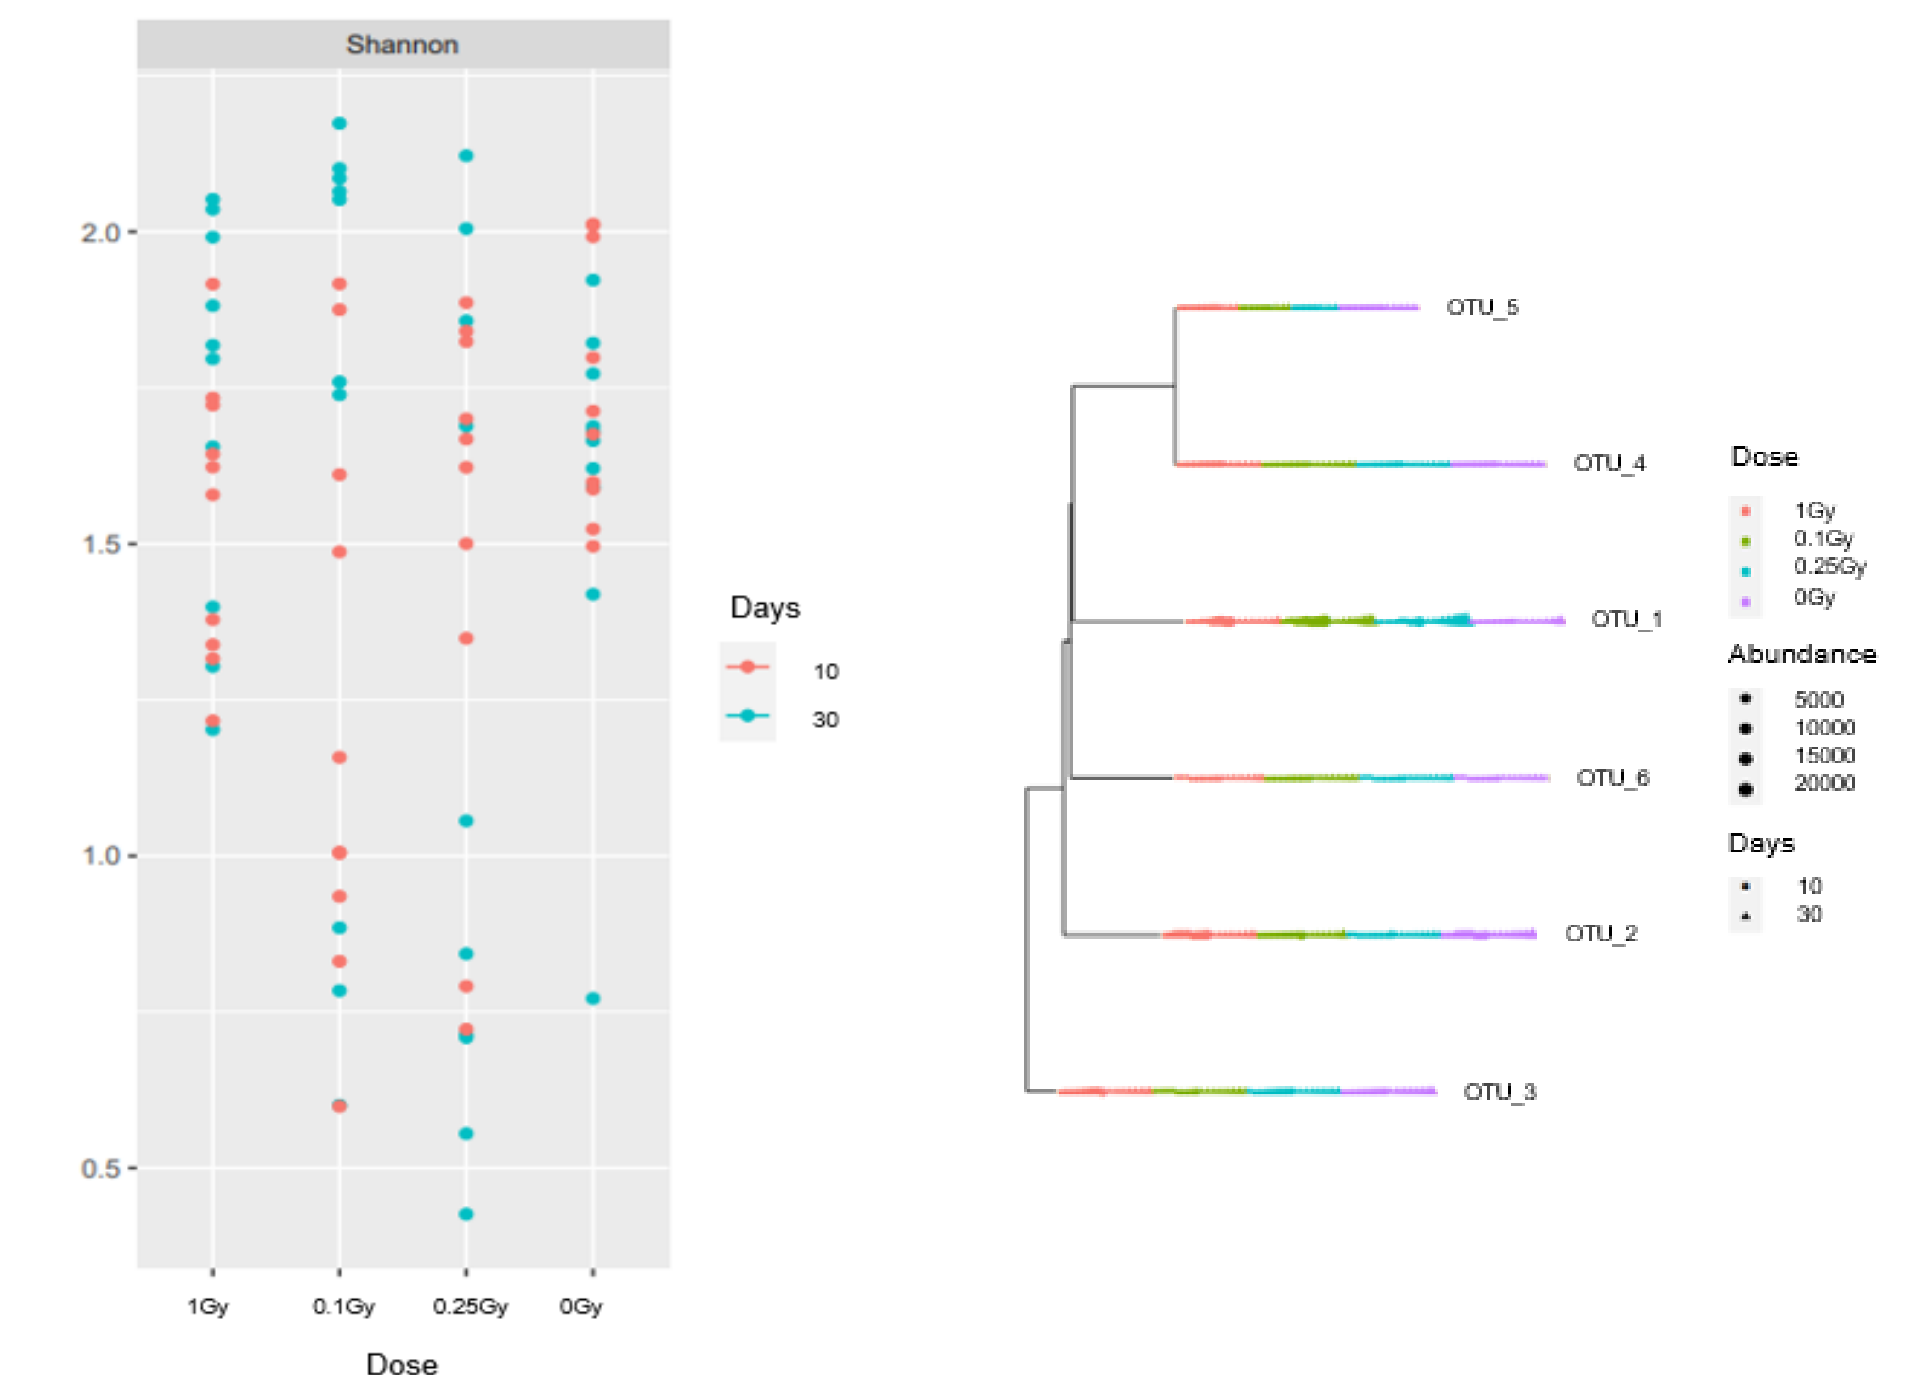 Shannon
2.0
1.5
1.0
0.5
1Gy 0.1Gy 0.25Gy 0Gy
Dose
Days
10
30
OTU_5
OTU_4
OTU_1
OTU_6
OTU_2
OTU_3
Dose
1Gy
0.1Gy
0.25Gy
0Gy
Abundance
5000
10000
15000
20000
Days
10
30